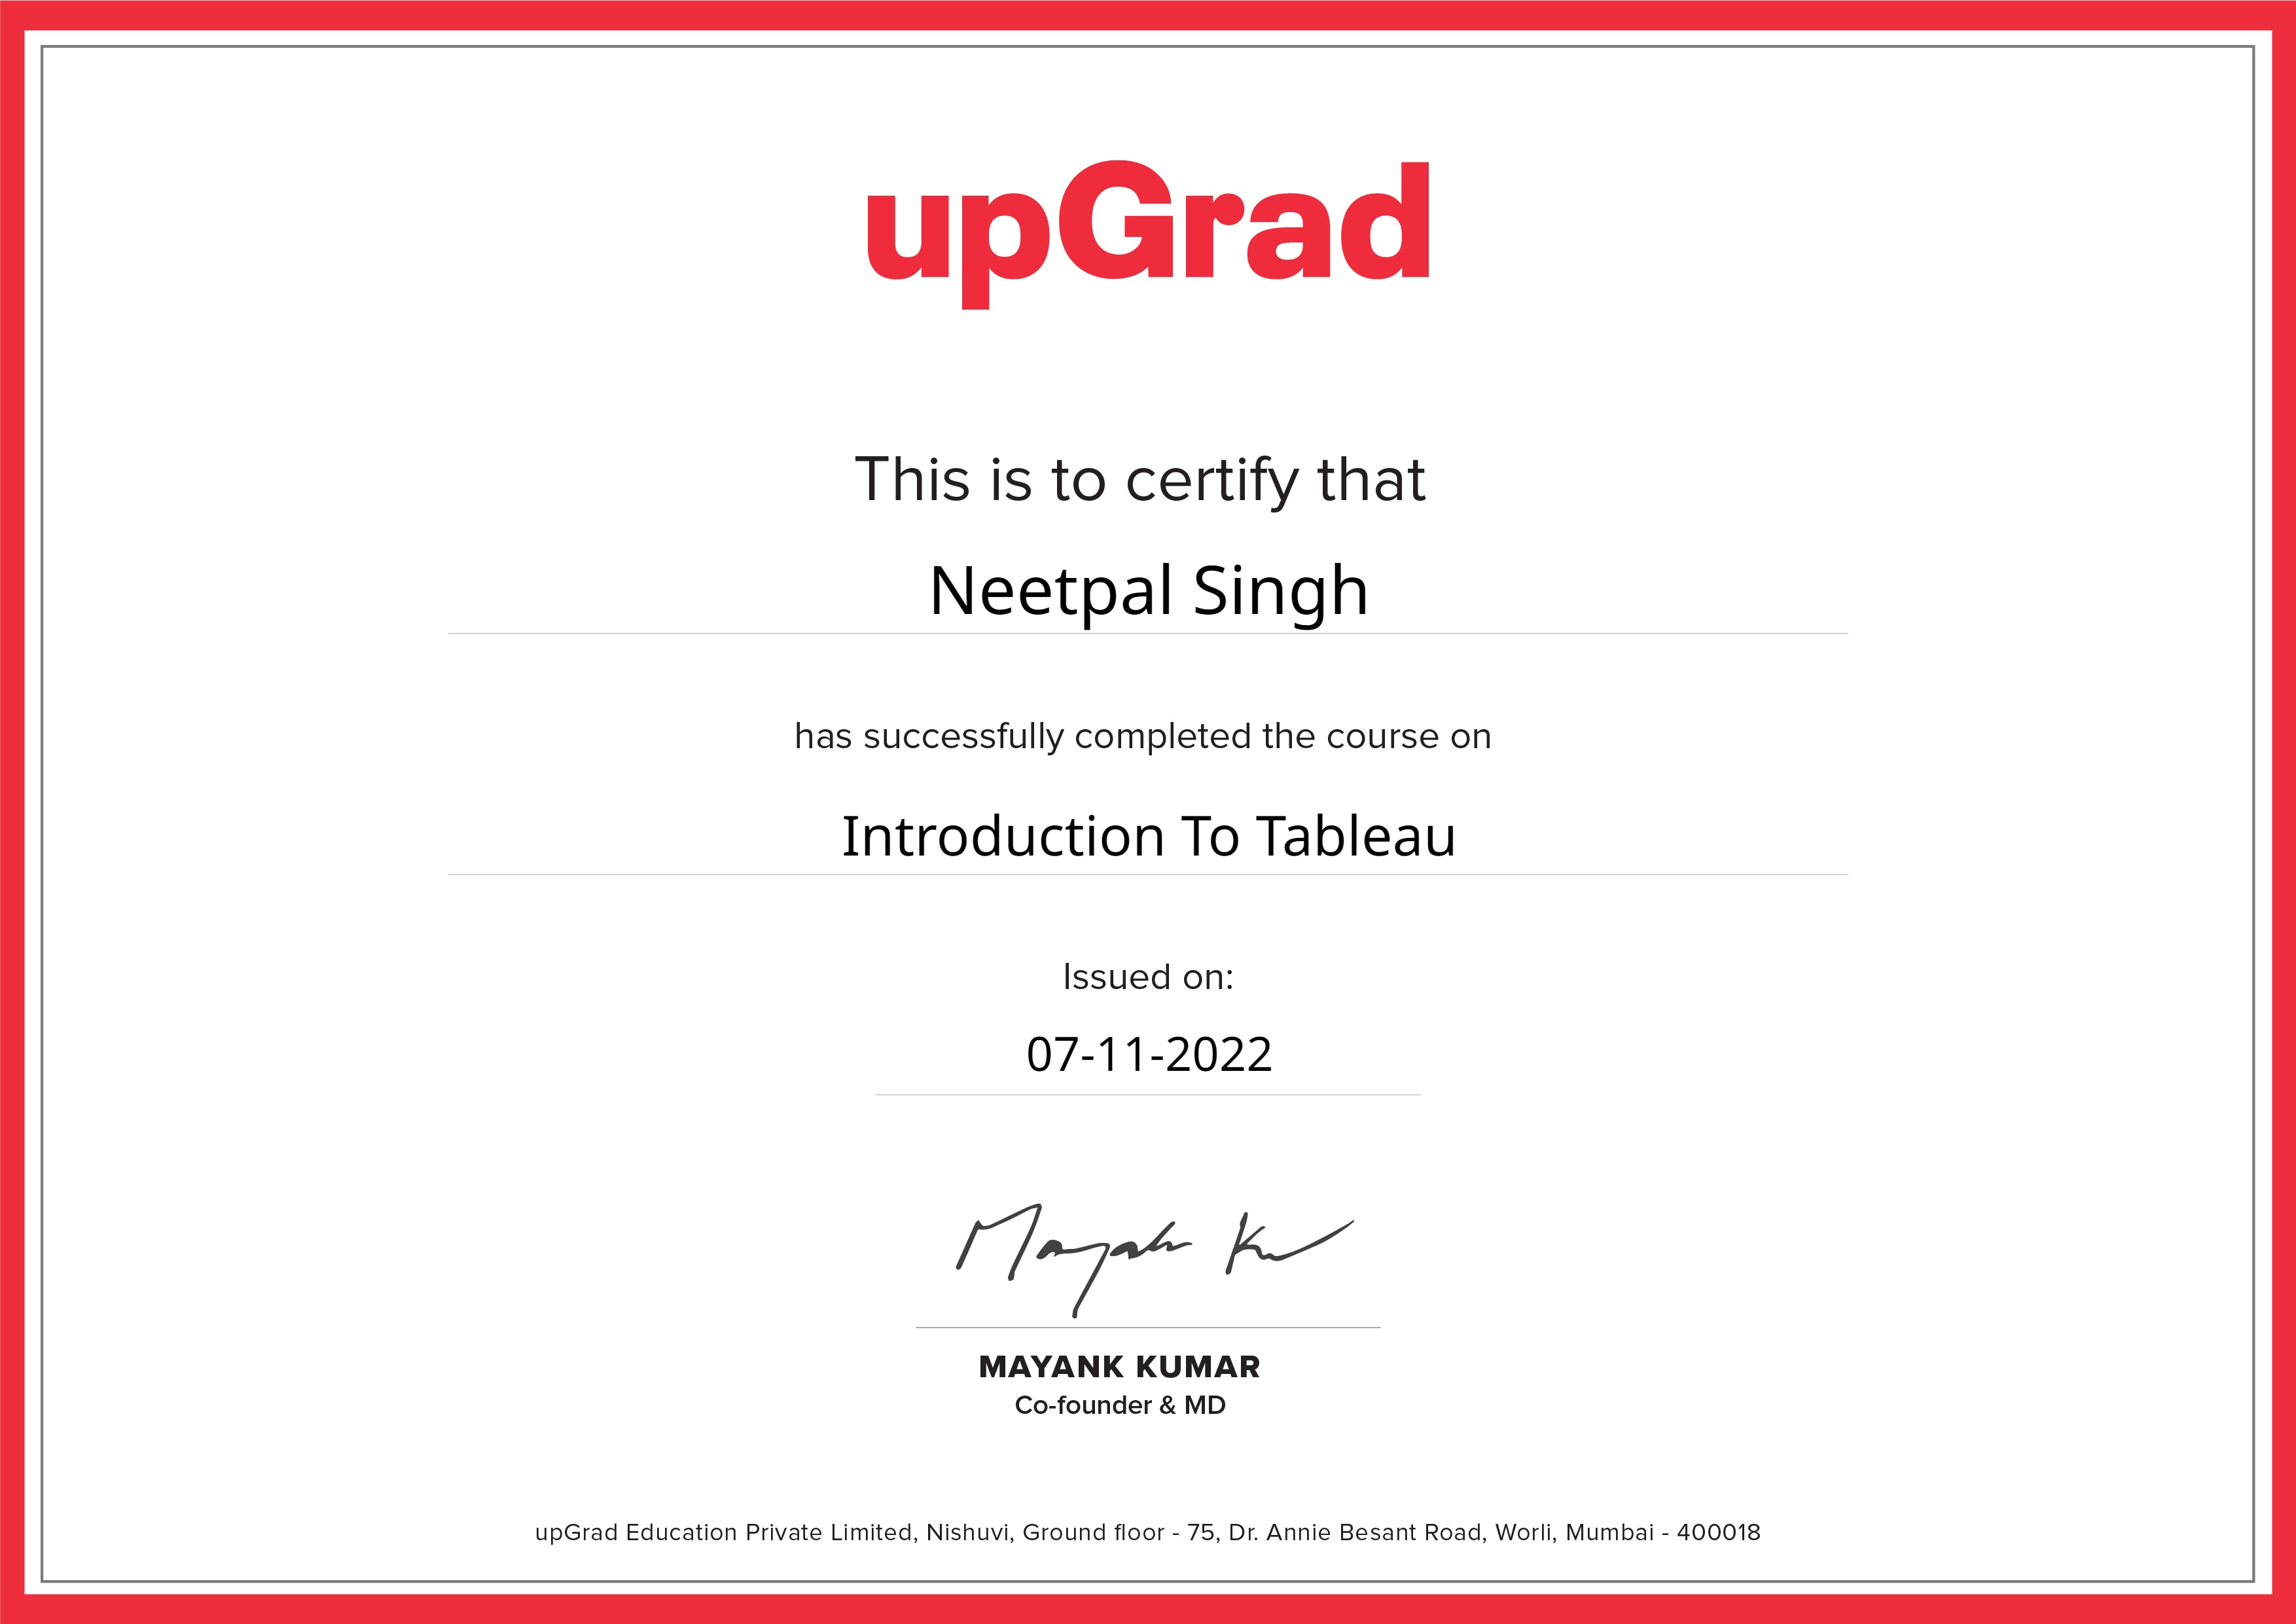 upGrad
This is to certify that
Neetpal Singh
has successfully completed the course on
Introduction To Tableau
Issued on:
07-11-2022
Mayank Ku
MAYANK KUMAR
Co-founder & MD
upGrad Education Private Limited, Nishuvi, Ground floor - 75, Dr. Annie Besant Road, Worli, Mumbai - 400018